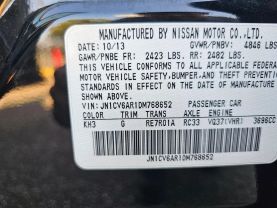 MANUFACTURED BY NISSAN MOTOR CO.,LTD.
DATE: 10/13 GVWR/PNBV: 4846 LBS
GAWR/PNBE FR: 2423 LBS. RR: 2482 LBS.
THIS VEHICLE CONFORMS TO ALL APPLICABLE FEDERAL
MOTOR VEHICLE SAFETY, BUMPER, AND THEFT PREVENTION
STANDARDS IN EFFECT ON THE DATE OF MANUFACTURE
SHOWN ABOVE.
VIN: JN1CV6AR1DM768652 PASSENGER CAR
COLOR TRIM TRANS AXLE ENGINE
KH3 G RE7R01A RC33 VQ37(VHR) 3696CC
JN1CV6AR1DM768652